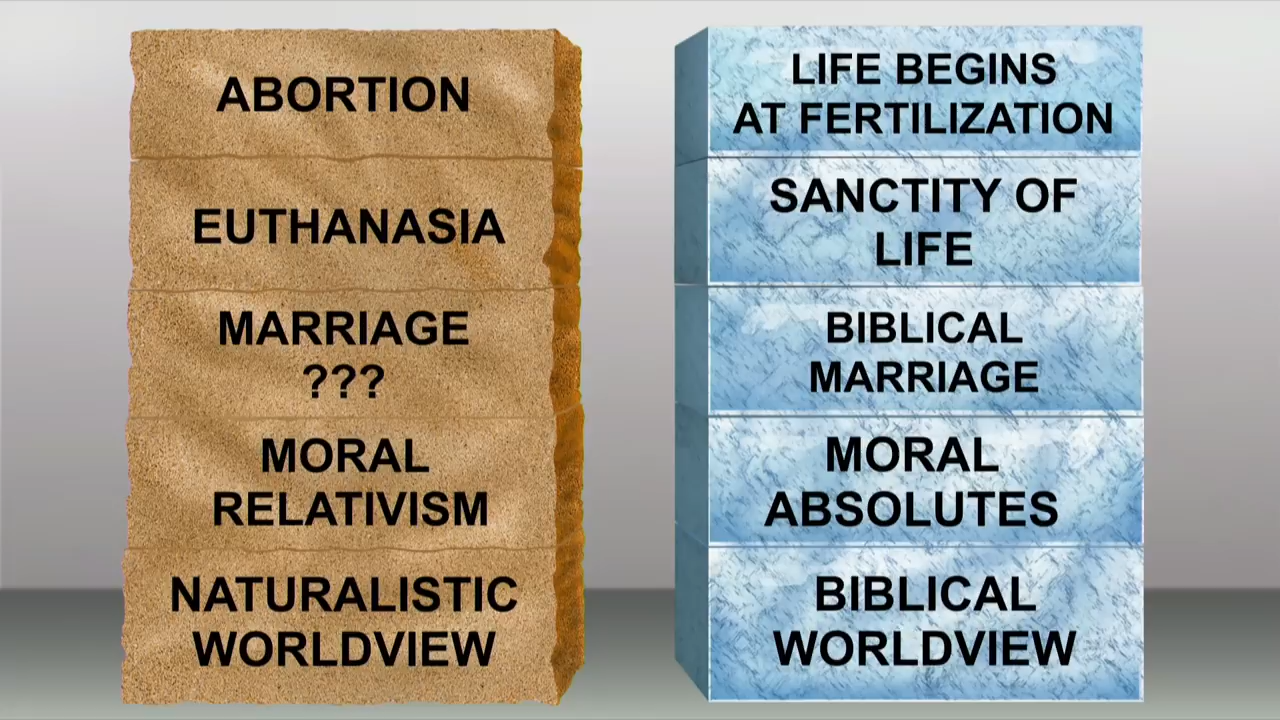 ABORTION
EUTHANASIA
MARRIAGE
???
MORAL
RELATIVISM
NATURALISTIC
WORLDVIEW
LIFE BEGINS
AT FERTILIZATION
SANCTITY OF
LIFE
BIBLICAL
MARRIAGE
MORAL
ABSOLUTES
BIBLICAL
WORLDVIEW